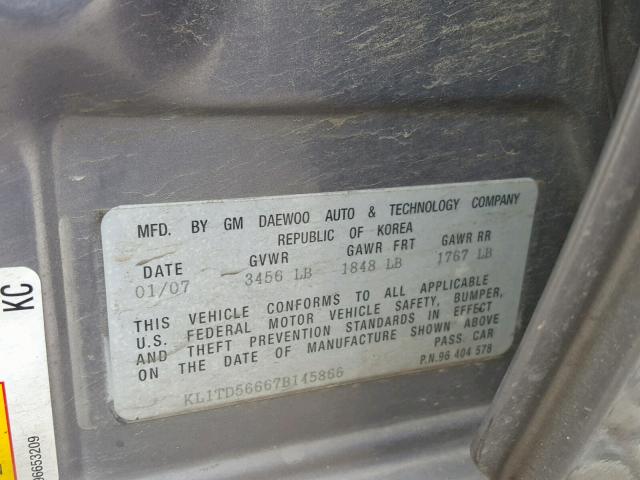 MFD. BY GM DAEWOO AUTO & TECHNOLOGY COMPANY
REPUBLIC OF KOREA
DATE GVWR GAWR FRT GAWR RR
01/07 3456 LB 1848 LB 1767 LB
THIS VEHICLE CONFORMS TO ALL APPLICABLE
U.S. FEDERAL MOTOR VEHICLE SAFETY, BUMPER,
AND THEFT PREVENTION STANDARDS IN EFFECT
ON THE DATE OF MANUFACTURE SHOWN ABOVE
PASS. CAR
P.N.96 404 578
KL1TD56667B145866
KC
96653209